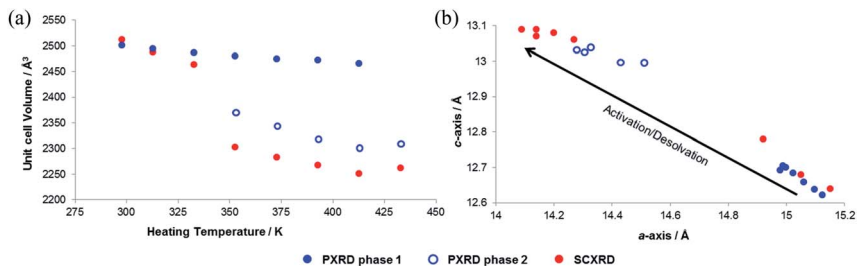 (a)
Unit cell Volume / Å³
2550
2500
2450
2400
2350
2300
2250
2200
275
300
325
350
375
400
425
450
Heating Temperature / K
(b)
c-axis / Å
13.1
13
12.9
12.8
12.7
12.6
14
14.2
14.4
14.6
14.8
15
15.2
a-axis / Å
Activation/Desolvation
PXRD phase 1
PXRD phase 2
SCXRD